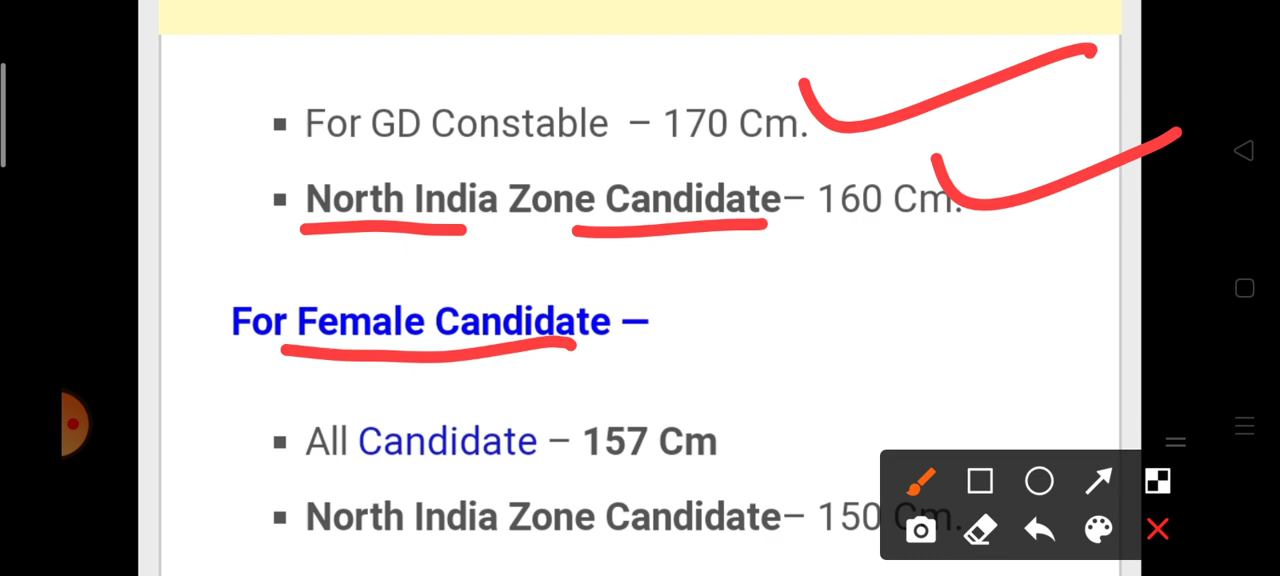 For GD Constable – 170 Cm.
North India Zone Candidate– 160 Cm.
For Female Candidate —
All Candidate – 157 Cm
North India Zone Candidate– 150 Cm.